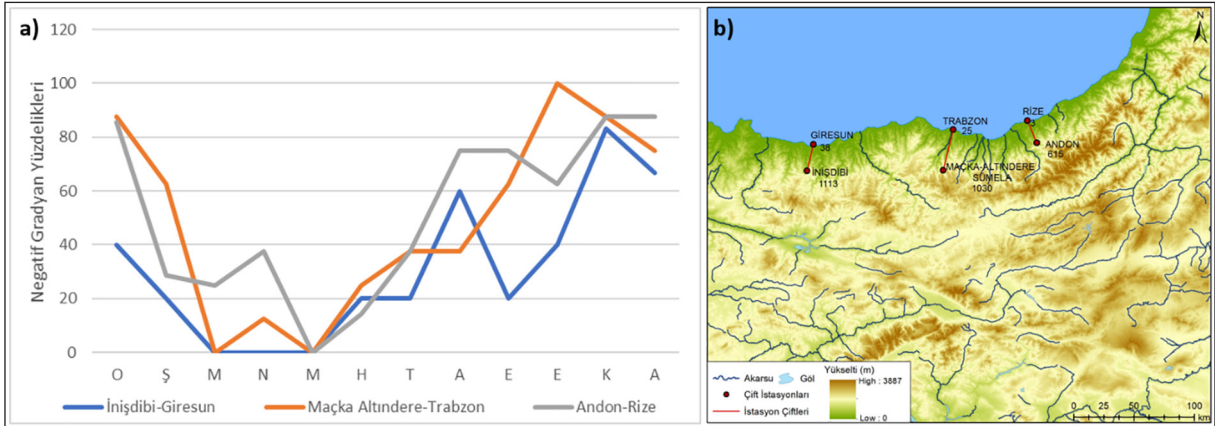 a)
Negatif Gradyan Yüzdelikleri
120
100
80
60
40
20
0
O Ş M N M H T A E E K A
İnişdibi-Giresun Maçka Altındere-Trabzon Andon-Rize
b)
N
RİZE
3
TRABZON
25
GİRESUN
38
ANDON
615
İNİŞDİBİ
1113
MAÇKA-ALTINDERE
SUMELA
1030
Akarsu Göl
Çift İstasyonları
İstasyon Çiftleri
Yükselti (m)
High : 3887
Low : 0
0 25 50 100
km